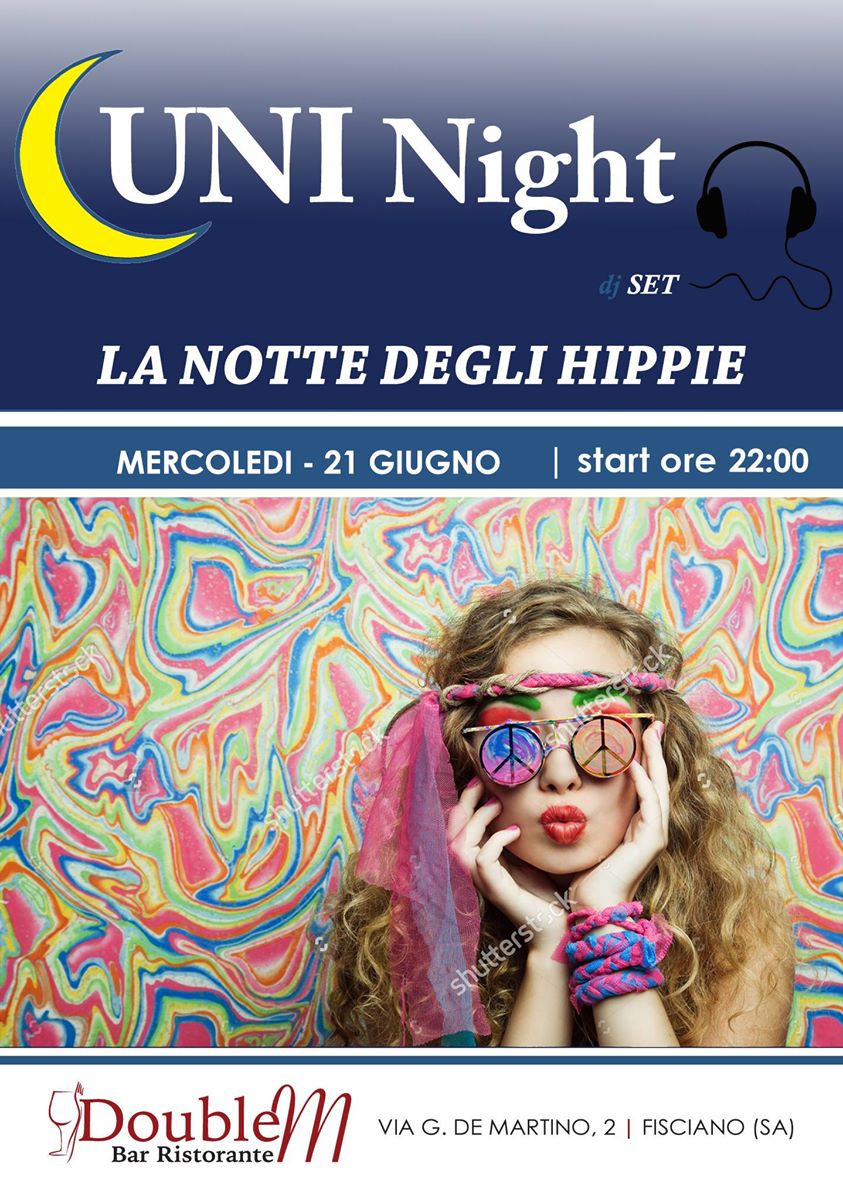 UNI Night
dj SET
LA NOTTE DEGLI HIPPIE
MERCOLEDI - 21 GIUGNO | start ore 22:00
shutterstock
shutterstock
shutterstock
shutterstock
DoubleM
Bar Ristorante
VIA G. DE MARTINO, 2 | FISCIANO (SA)